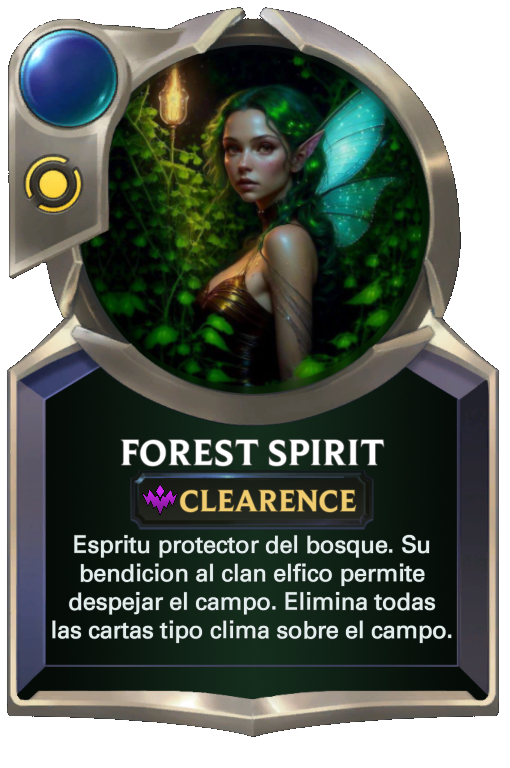 FOREST SPIRIT
CLEARENCE
Espritu protector del bosque. Su
bendicion al clan elfico permite
despejar el campo. Elimina todas
las cartas tipo clima sobre el campo.